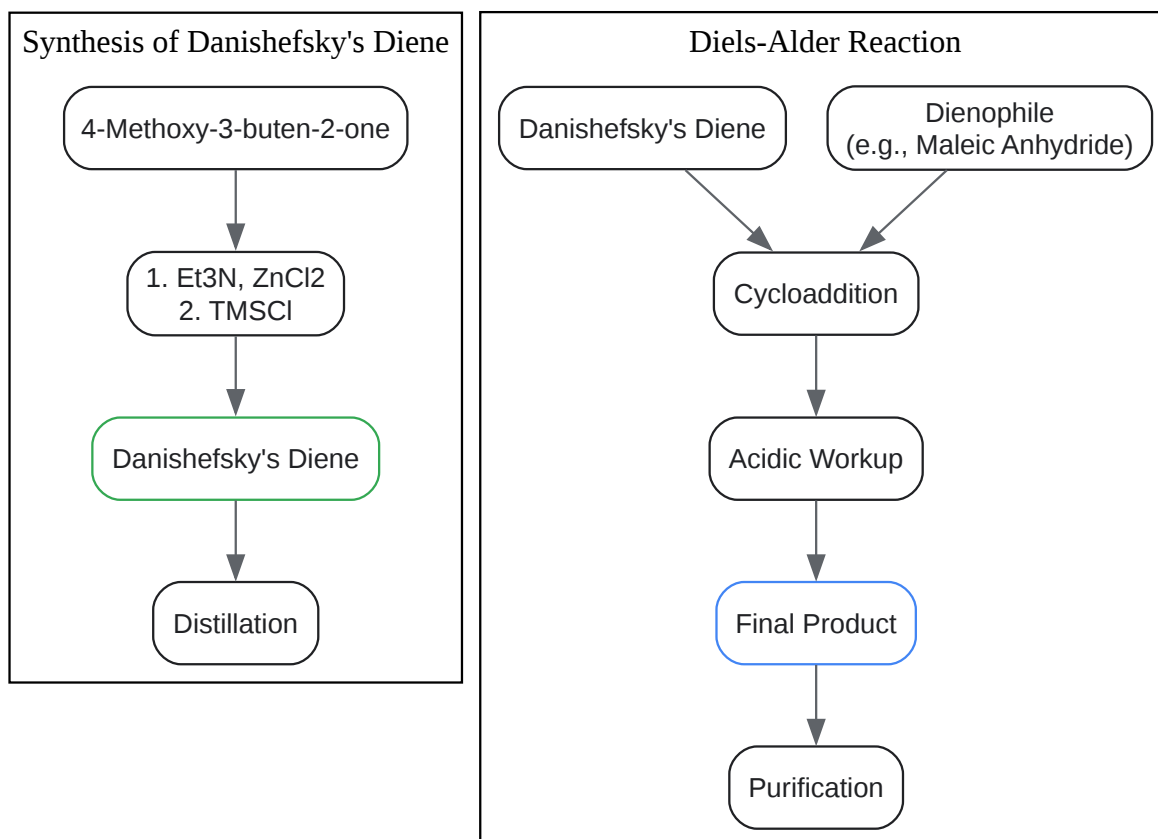 Synthesis of Danishefsky's Diene
4-Methoxy-3-buten-2-one
1. Et3N, ZnCl2
2. TMSCl
Danishefsky's Diene
Distillation
Diels-Alder Reaction
Danishefsky's Diene
Dienophile
(e.g., Maleic Anhydride)
Cycloaddition
Acidic Workup
Final Product
Purification